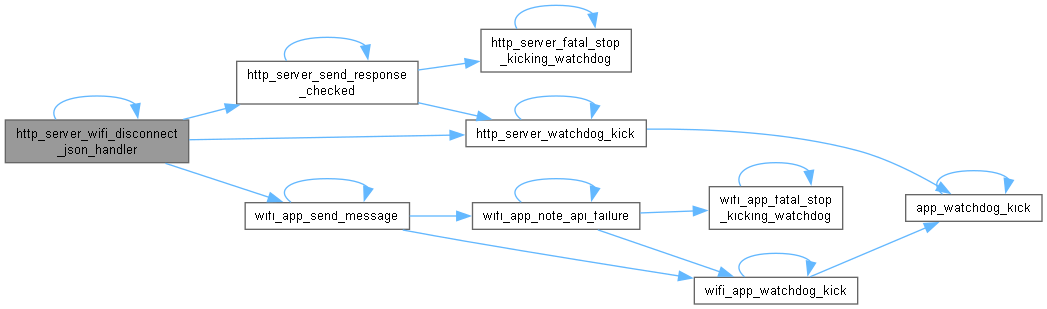 http_server_fatal_stop
_kicking_watchdog
http_server_send_response
_checked
http_server_wifi_disconnect
_json_handler
http_server_watchdog_kick
wifi_app_send_message
wifi_app_note_api_failure
wifi_app_fatal_stop
_kicking_watchdog
app_watchdog_kick
wifi_app_watchdog_kick